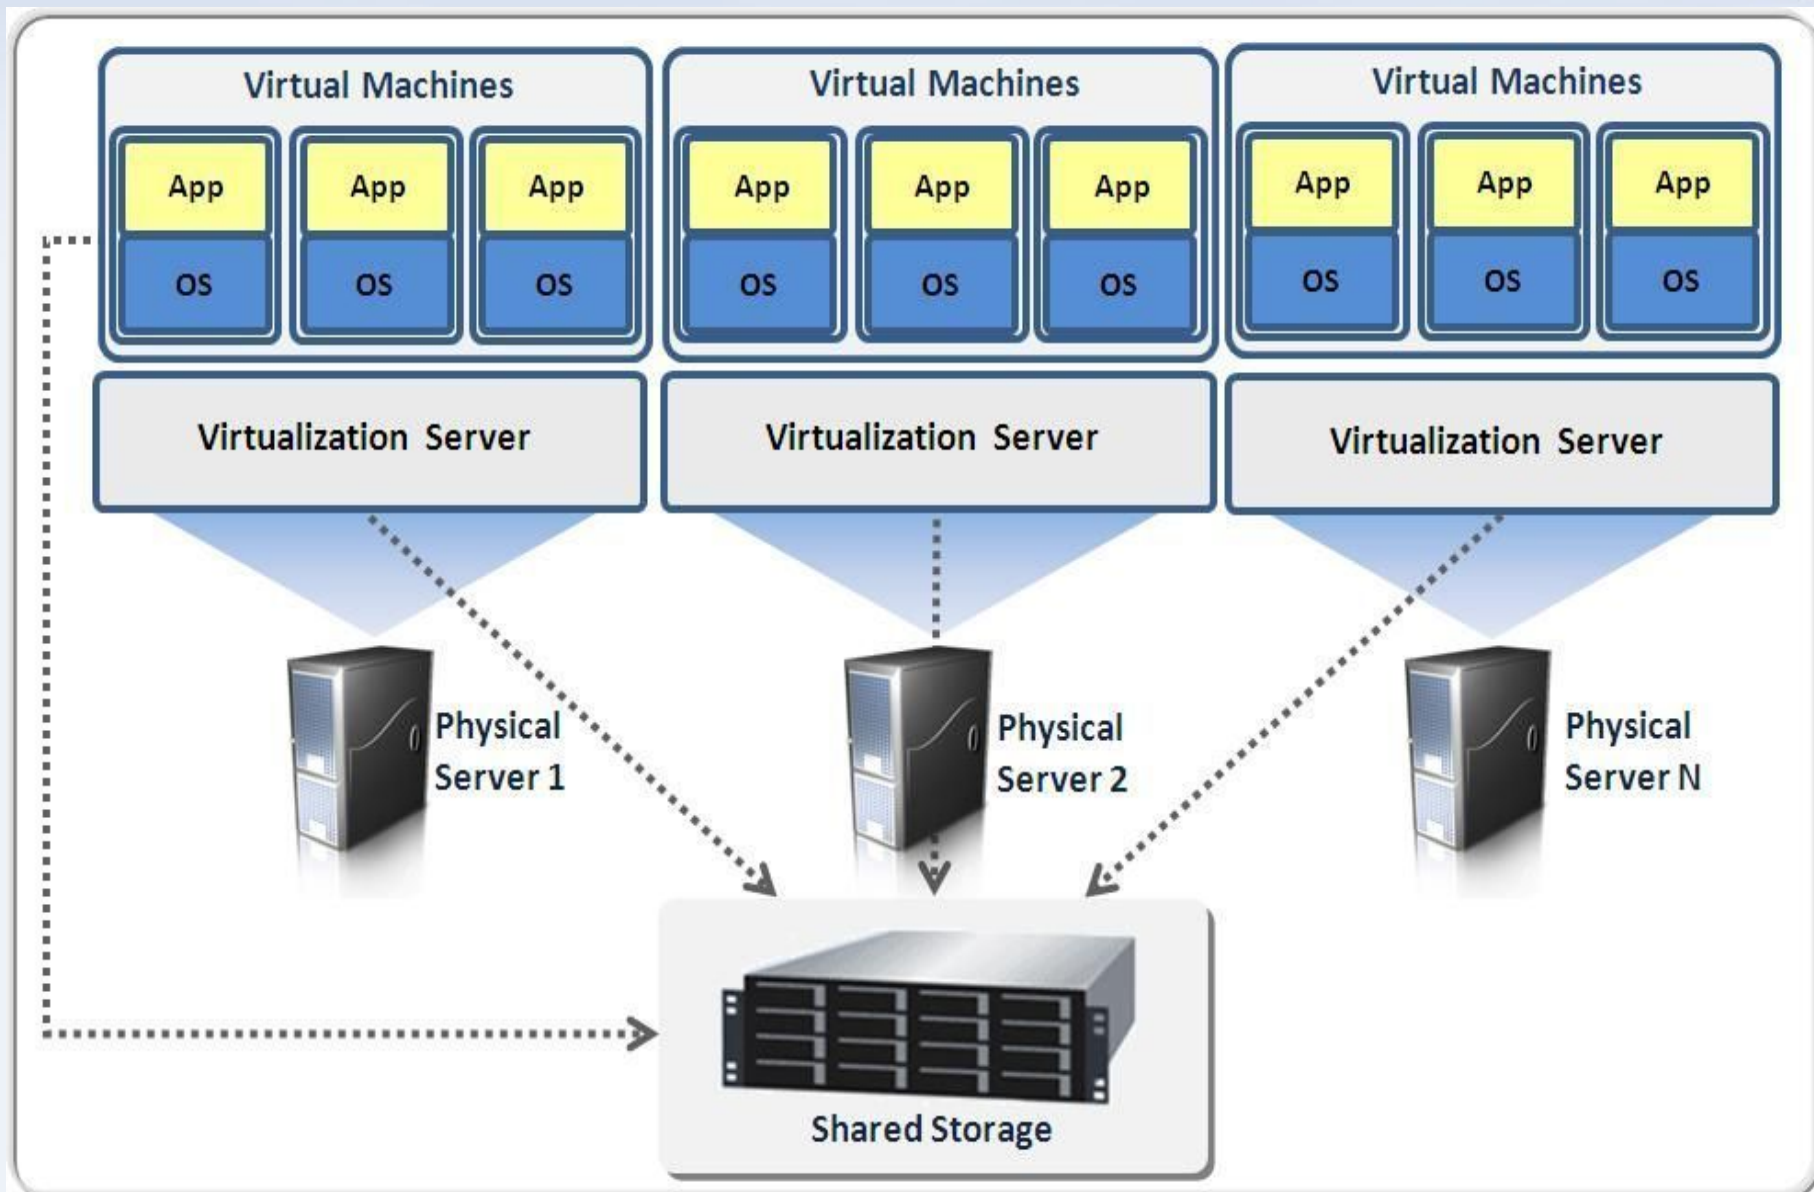 Virtual Machines
Virtual Machines
Virtual Machines
App
App
App
App
App
App
App
App
App
OS
OS
OS
OS
OS
OS
OS
OS
OS
Virtualization Server
Virtualization Server
Virtualization Server
Physical
Server 1
Physical
Server 2
Physical
Server N
Shared Storage